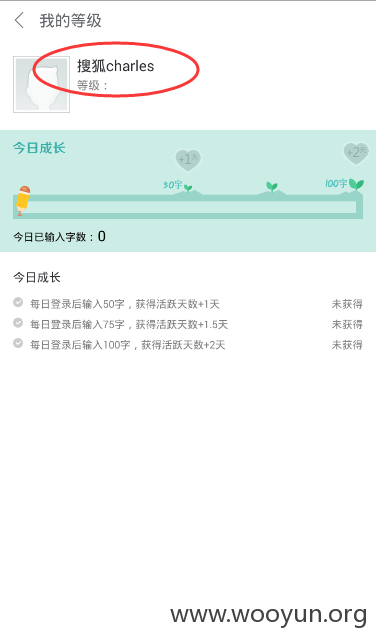 我的等级
搜狐charles
等级：
今日成长
+1天
+2天
50字
100字
今日已输入字数：0
今日成长
每日登录后输入50字，获得活跃天数+1天 未获得
每日登录后输入75字，获得活跃天数+1.5天 未获得
每日登录后输入100字，获得活跃天数+2天 未获得
www.wooyun.org